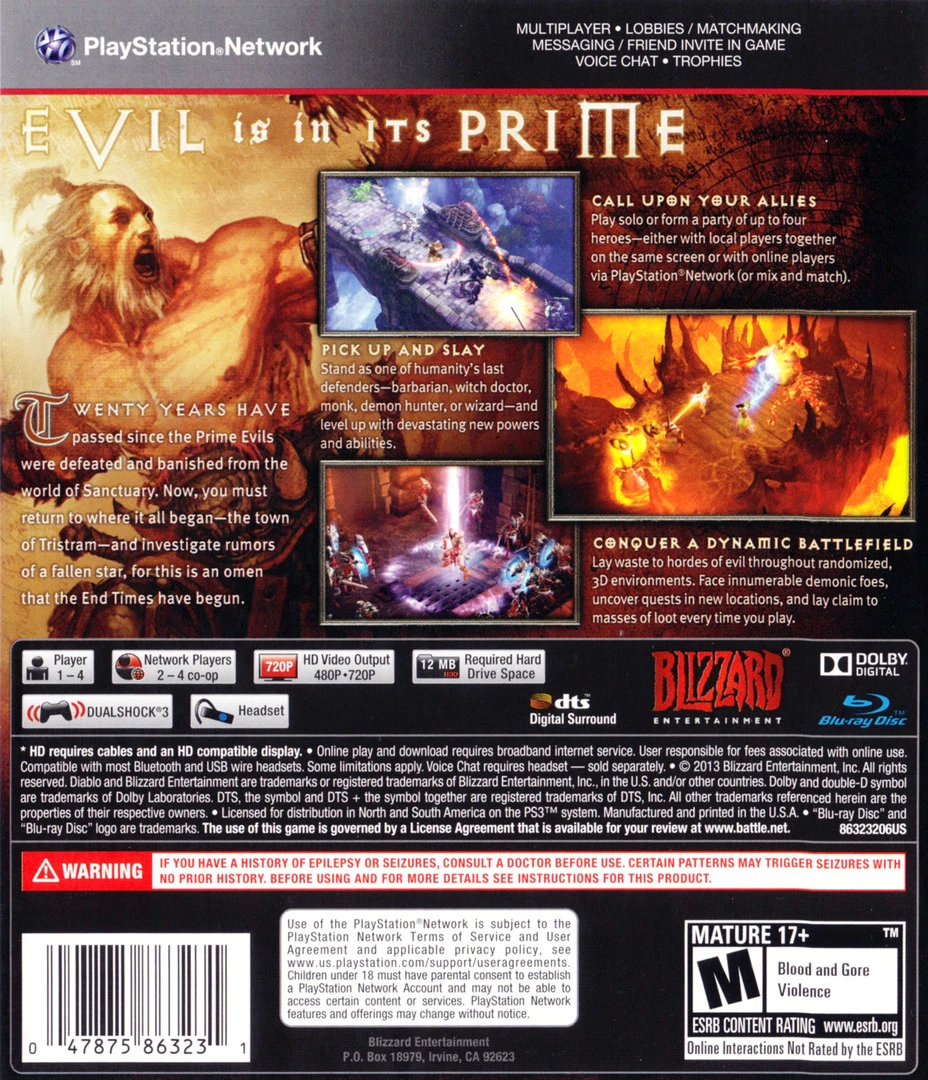 PlayStation®Network
SM
MULTIPLAYER • LOBBIES / MATCHMAKING
MESSAGING / FRIEND INVITE IN GAME
VOICE CHAT • TROPHIES
EVIL is in ITS PRIME
CALL UPON YOUR ALLIES
Play solo or form a party of up to four
heroes—either with local players together
on the same screen or with online players
via PlayStation®Network (or mix and match).
PICK UP AND SLAY
Stand as one of humanity's last
defenders—barbarian, witch doctor,
monk, demon hunter, or wizard—and
level up with devastating new powers
and abilities.
TWENTY YEARS HAVE
passed since the Prime Evils
were defeated and banished from the
world of Sanctuary. Now, you must
return to where it all began—the town
of Tristram—and investigate rumors
of a fallen star, for this is an omen
that the End Times have begun.
CONQUER A DYNAMIC BATTLEFIELD
Lay waste to hordes of evil throughout randomized,
3D environments. Face innumerable demonic foes,
uncover quests in new locations, and lay claim to
masses of loot every time you play.
Player
1 – 4
Network Players
2 – 4 co-op
720P
HD Video Output
480P•720P
12 MB
HDD
Required Hard
Drive Space
DUALSHOCK®3
Headset
dts™
Digital Surround
BLIZZARD®
ENTERTAINMENT
DOLBY.
DIGITAL
Blu-ray Disc™
* HD requires cables and an HD compatible display. • Online play and download requires broadband internet service. User responsible for fees associated with online use.
Compatible with most Bluetooth and USB wire headsets. Some limitations apply. Voice Chat requires headset — sold separately. • © 2013 Blizzard Entertainment, Inc. All rights
reserved. Diablo and Blizzard Entertainment are trademarks or registered trademarks of Blizzard Entertainment, Inc., in the U.S. and/or other countries. Dolby and double-D symbol
are trademarks of Dolby Laboratories. DTS, the symbol and DTS + the symbol together are registered trademarks of DTS, Inc. All other trademarks referenced herein are the
properties of their respective owners. • Licensed for distribution in North and South America on the PS3™ system. Manufactured and printed in the U.S.A. • “Blu-ray Disc” and
“Blu-ray Disc” logo are trademarks. The use of this game is governed by a License Agreement that is available for your review at www.battle.net.
86323206US
WARNING
IF YOU HAVE A HISTORY OF EPILEPSY OR SEIZURES, CONSULT A DOCTOR BEFORE USE. CERTAIN PATTERNS MAY TRIGGER SEIZURES WITH
NO PRIOR HISTORY. BEFORE USING AND FOR MORE DETAILS SEE INSTRUCTIONS FOR THIS PRODUCT.
Use of the PlayStation®Network is subject to the
PlayStation Network Terms of Service and User
Agreement and applicable privacy policy, see
www.us.playstation.com/support/useragreements.
Children under 18 must have parental consent to establish
a PlayStation Network Account and may not be able to
access certain content or services. PlayStation Network
features and offerings may change without notice.
Blizzard Entertainment
P.O. Box 18979, Irvine, CA 92623
0 47875 86323 1
MATURE 17+ ™
M
Blood and Gore
Violence
ESRB CONTENT RATING www.esrb.org
Online Interactions Not Rated by the ESRB